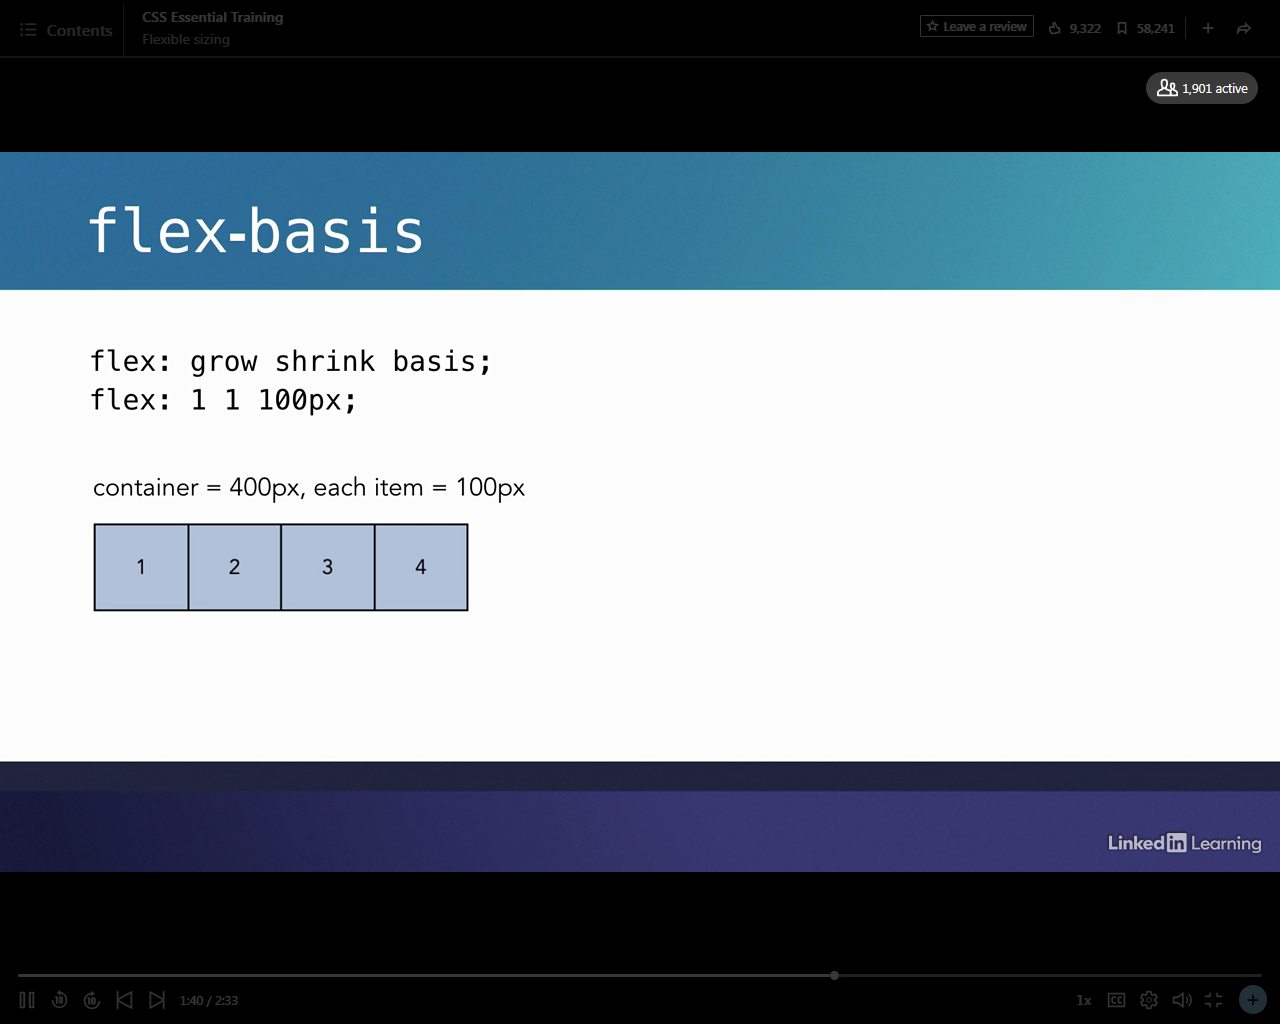 Contents
CSS Essential Training
Flexible sizing
Leave a review
9,322
58,241
1,901 active
flex-basis
flex: grow shrink basis;
flex: 1 1 100px;
container = 400px, each item = 100px
1 2 3 4
Linked in Learning
10 10 1:40 / 2:33 1x CC